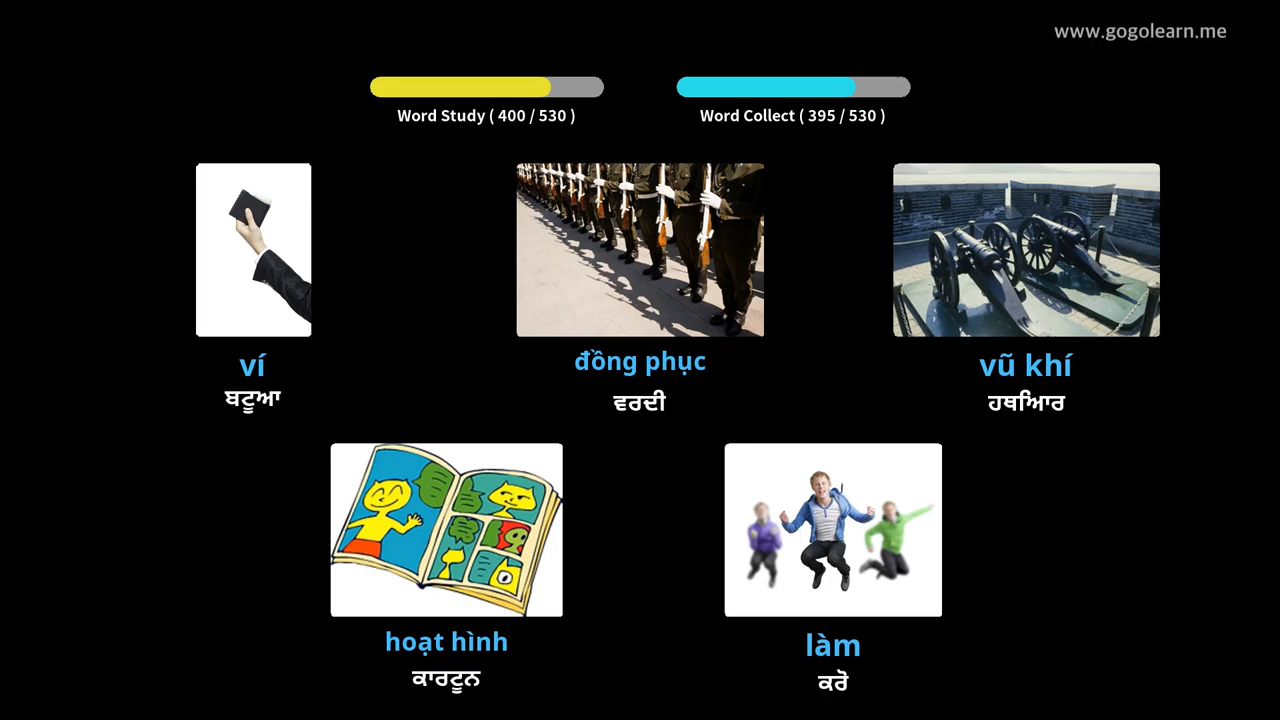 www.gogolearn.me
Word Study ( 400 / 530 )
Word Collect ( 395 / 530 )
ví
ਬਟੂਆ
đồng phục
ਵਰਦੀ
vũ khí
ਹਥਿਆਰ
hoạt hình
ਕਾਰਟੂਨ
làm
ਕਰੋ